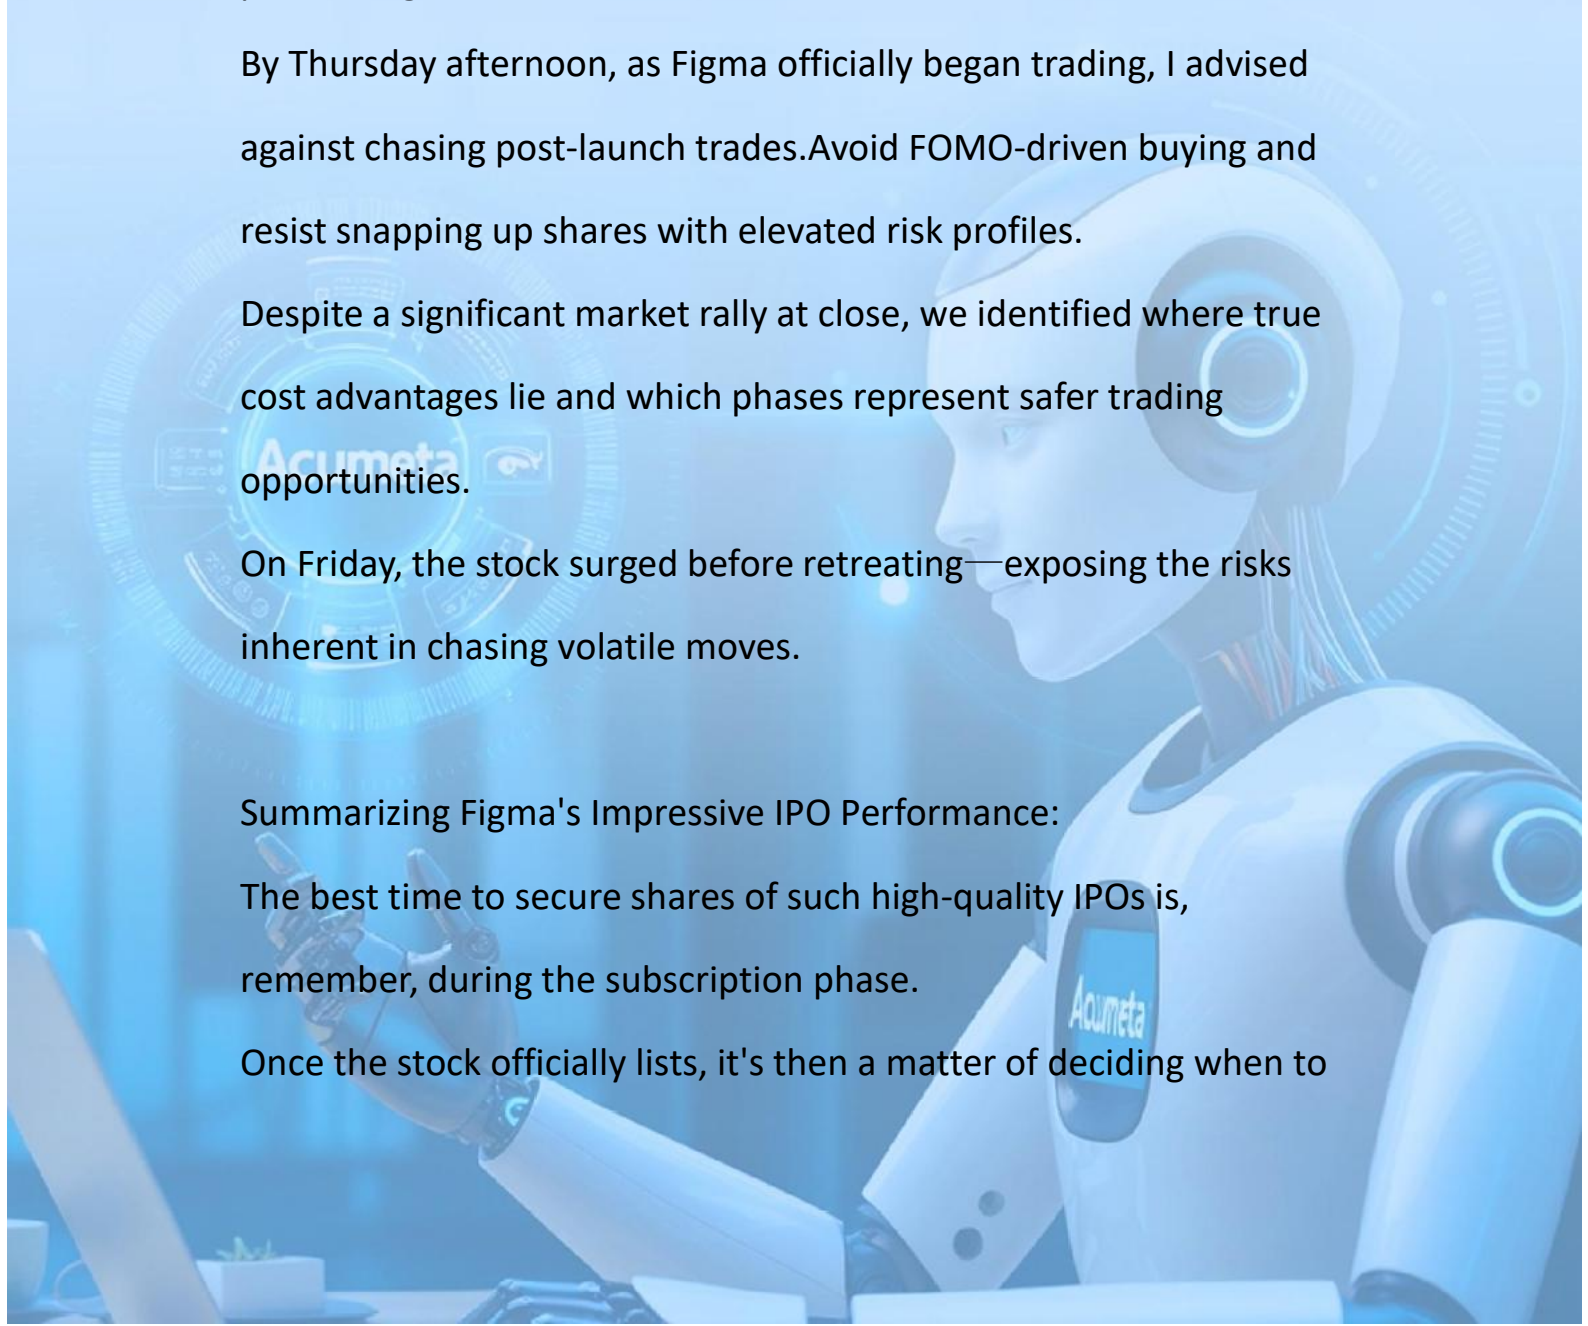 By Thursday afternoon, as Figma officially began trading, I advised
against chasing post-launch trades.Avoid FOMO-driven buying and
resist snapping up shares with elevated risk profiles.
Despite a significant market rally at close, we identified where true
cost advantages lie and which phases represent safer trading
Acumeta
opportunities.
On Friday, the stock surged before retreating—exposing the risks
inherent in chasing volatile moves.
Summarizing Figma's Impressive IPO Performance:
The best time to secure shares of such high-quality IPOs is,
remember, during the subscription phase.
Acumeta
Once the stock officially lists, it's then a matter of deciding when to